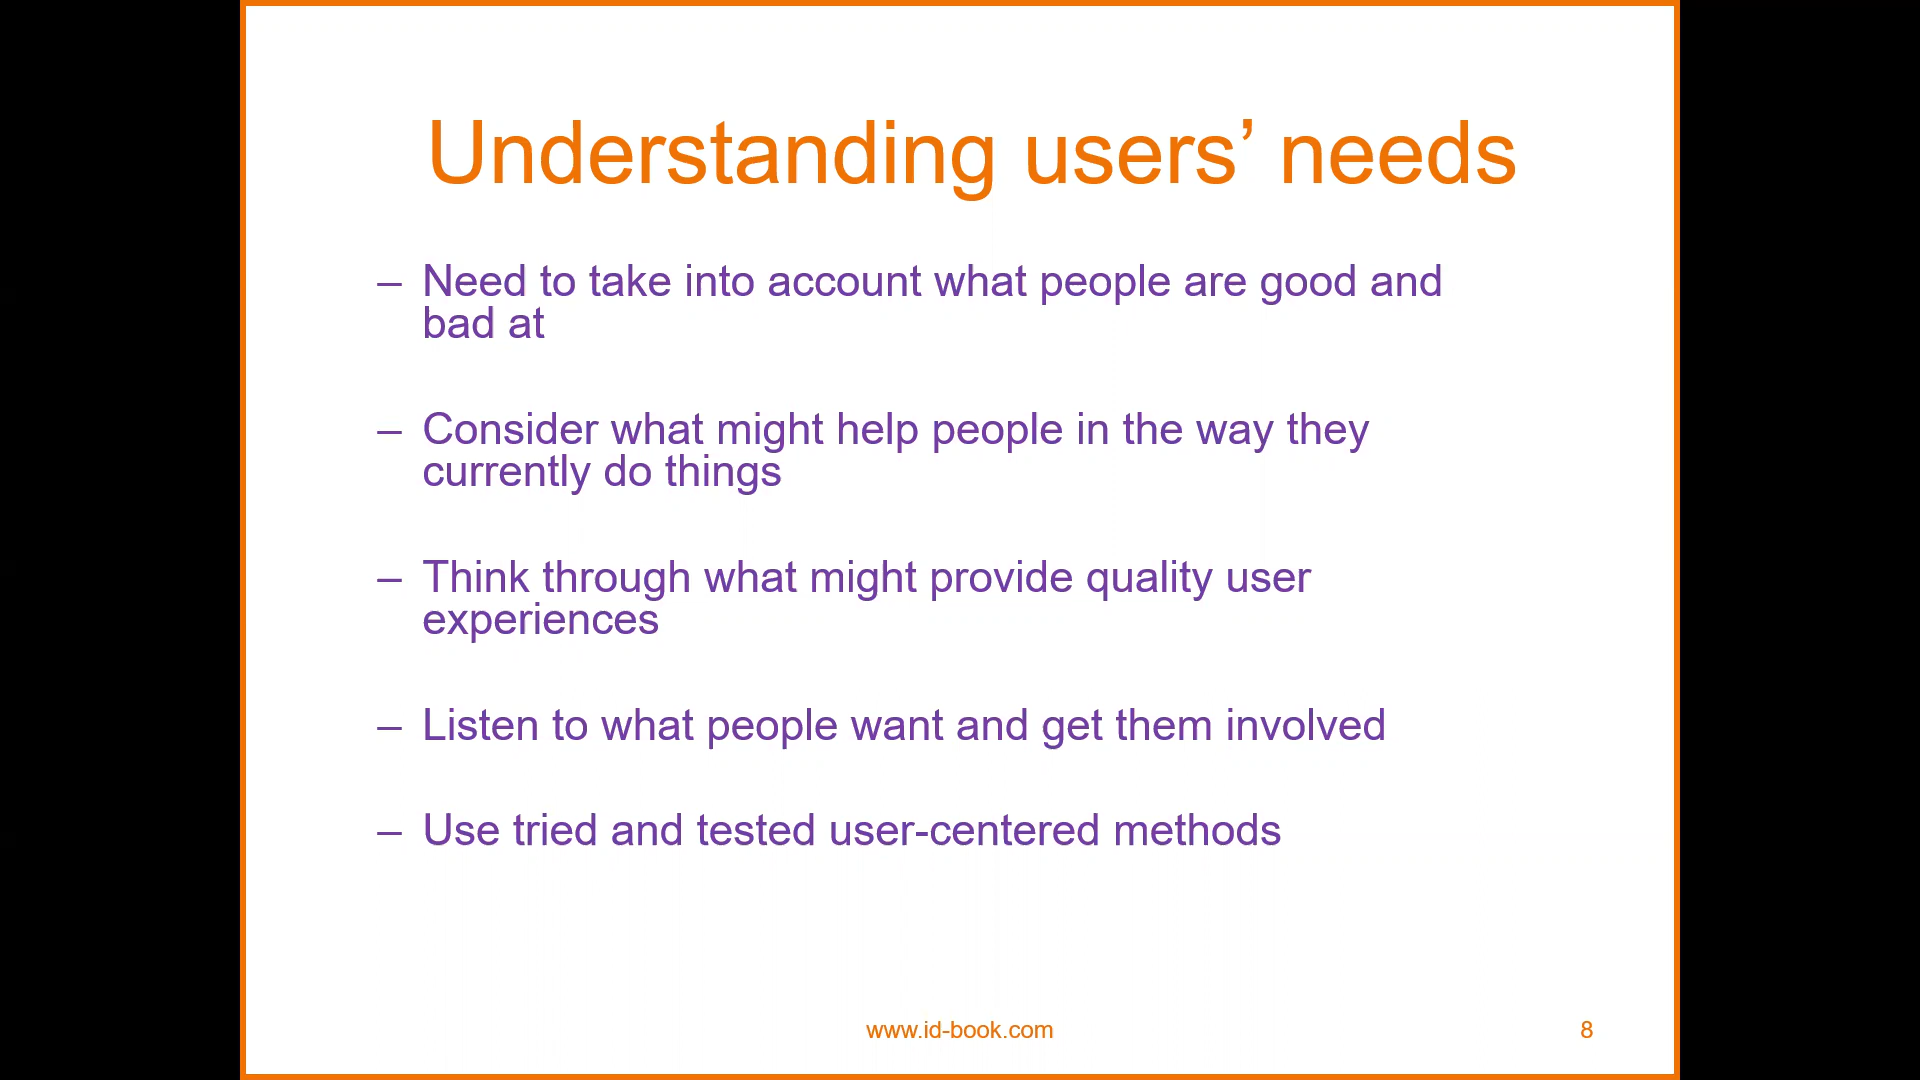 Understanding users’ needs
– Need to take into account what people are good and
bad at
– Consider what might help people in the way they
currently do things
– Think through what might provide quality user
experiences
– Listen to what people want and get them involved
– Use tried and tested user-centered methods
www.id-book.com
8